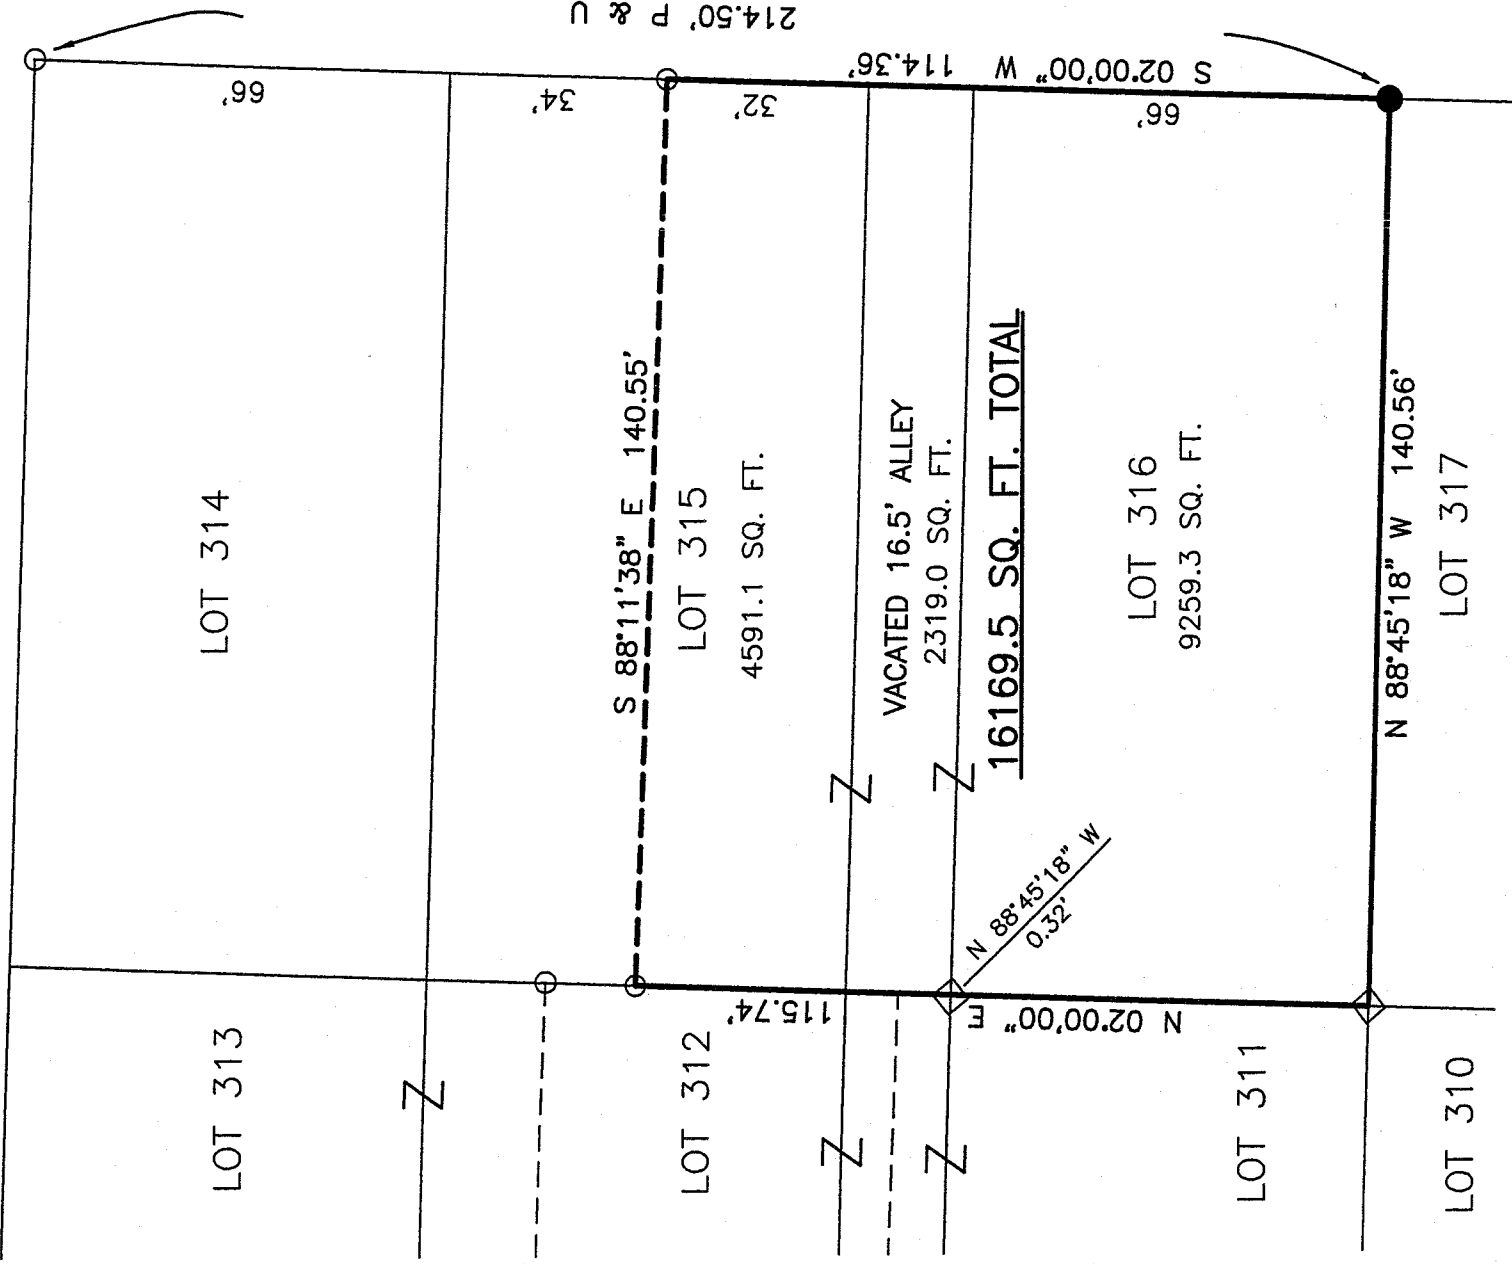 214.50' P & U
S 02°00'00" W 114.36'
66'
34'
32'
66'
LOT 314
S 88°11'38" E 140.55'
LOT 315
4591.1 SQ. FT.
VACATED 16.5' ALLEY
2319.0 SQ. FT.
16169.5 SQ. FT. TOTAL
LOT 316
9259.3 SQ. FT.
N 88°45'18" W 140.56'
LOT 317
N 88°45'18" W
0.32'
N 02°00'00" E 115.74'
LOT 313
LOT 312
LOT 311
LOT 310